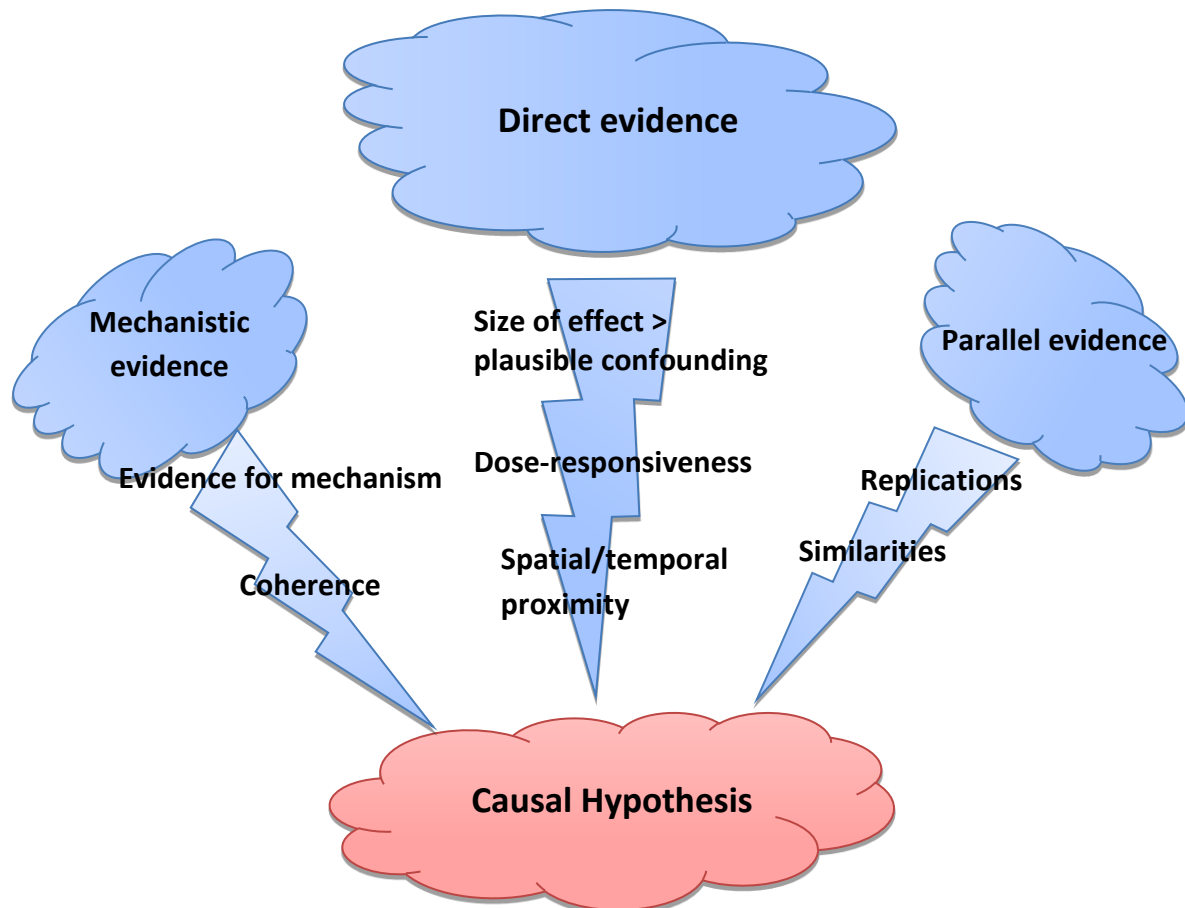 Direct evidence
Mechanistic
evidence
Parallel evidence
Size of effect >
plausible confounding
Evidence for mechanism
Dose-responsiveness
Replications
Coherence
Spatial/temporal
proximity
Similarities
Causal Hypothesis